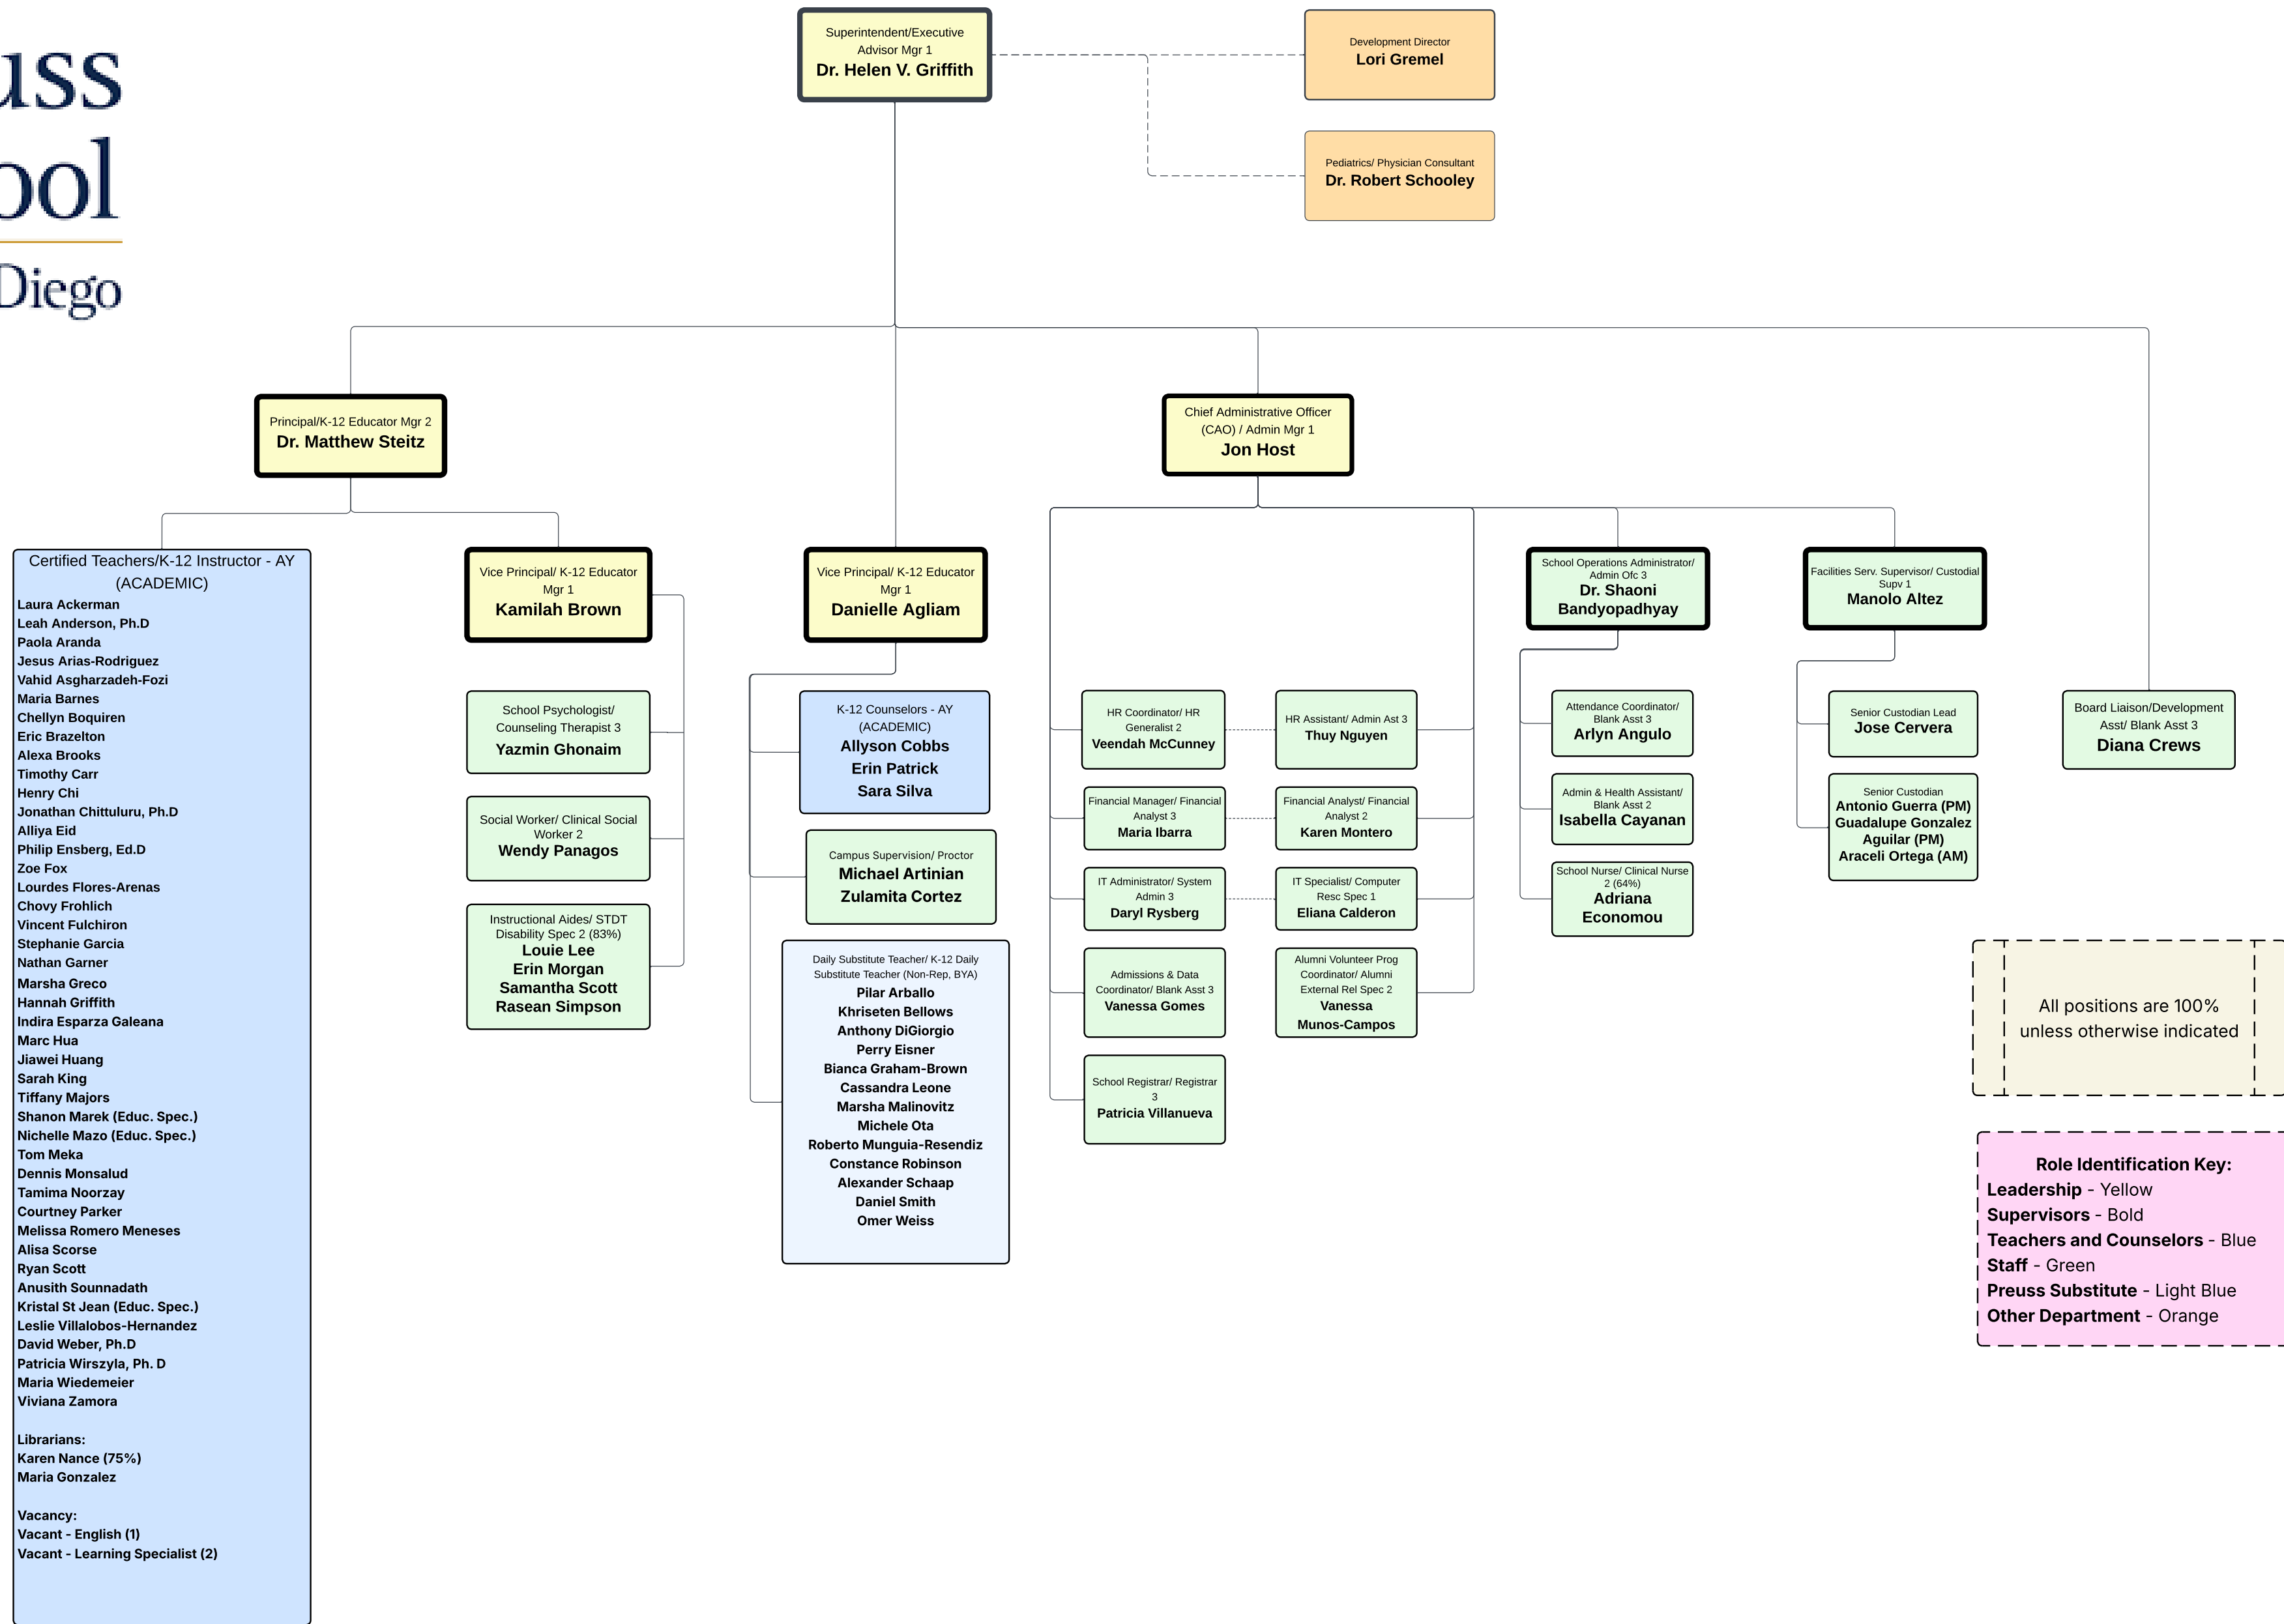 uss
ool
Diego
Superintendent/Executive
Advisor Mgr 1
Dr. Helen V. Griffith
Development Director
Lori Gremel
Pediatrics/ Physician Consultant
Dr. Robert Schooley
Principal/K-12 Educator Mgr 2
Dr. Matthew Steitz
Chief Administrative Officer
(CAO) / Admin Mgr 1
Jon Host
Certified Teachers/K-12 Instructor - AY
(ACADEMIC)
Laura Ackerman
Leah Anderson, Ph.D
Paola Aranda
Jesus Arias-Rodriguez
Vahid Asgharzadeh-Fozi
Maria Barnes
Chellyn Boquiren
Eric Brazelton
Alexa Brooks
Timothy Carr
Henry Chi
Jonathan Chittuluru, Ph.D
Alliya Eid
Philip Ensberg, Ed.D
Zoe Fox
Lourdes Flores-Arenas
Chovy Frohlich
Vincent Fulchiron
Stephanie Garcia
Nathan Garner
Marsha Greco
Hannah Griffith
Indira Esparza Galeana
Marc Hua
Jiawei Huang
Sarah King
Tiffany Majors
Shanon Marek (Educ. Spec.)
Nichelle Mazo (Educ. Spec.)
Tom Meka
Dennis Monsalud
Tamima Noorzay
Courtney Parker
Melissa Romero Meneses
Alisa Scorse
Ryan Scott
Anusith Sounnadath
Kristal St Jean (Educ. Spec.)
Leslie Villalobos-Hernandez
David Weber, Ph.D
Patricia Wirszyla, Ph. D
Maria Wiedemeier
Viviana Zamora
Librarians:
Karen Nance (75%)
Maria Gonzalez
Vacancy:
Vacant - English (1)
Vacant - Learning Specialist (2)
Vice Principal/ K-12 Educator
Mgr 1
Kamilah Brown
School Psychologist/
Counseling Therapist 3
Yazmin Ghonaim
Social Worker/ Clinical Social
Worker 2
Wendy Panagos
Instructional Aides/ STDT
Disability Spec 2 (83%)
Louie Lee
Erin Morgan
Samantha Scott
Rasean Simpson
Vice Principal/ K-12 Educator
Mgr 1
Danielle Agliam
K-12 Counselors - AY
(ACADEMIC)
Allyson Cobbs
Erin Patrick
Sara Silva
Campus Supervision/ Proctor
Michael Artinian
Zulamita Cortez
Daily Substitute Teacher/ K-12 Daily
Substitute Teacher (Non-Rep, BYA)
Pilar Arballo
Khriseten Bellows
Anthony DiGiorgio
Perry Eisner
Bianca Graham-Brown
Cassandra Leone
Marsha Malinovitz
Michele Ota
Roberto Munguia-Resendiz
Constance Robinson
Alexander Schaap
Daniel Smith
Omer Weiss
HR Coordinator/ HR
Generalist 2
Veendah McCunney
HR Assistant/ Admin Ast 3
Thuy Nguyen
Financial Manager/ Financial
Analyst 3
Maria Ibarra
Financial Analyst/ Financial
Analyst 2
Karen Montero
IT Administrator/ System
Admin 3
Daryl Rysberg
IT Specialist/ Computer
Resc Spec 1
Eliana Calderon
Admissions & Data
Coordinator/ Blank Asst 3
Vanessa Gomes
Alumni Volunteer Prog
Coordinator/ Alumni
External Rel Spec 2
Vanessa
Munos-Campos
School Registrar/ Registrar
3
Patricia Villanueva
School Operations Administrator/
Admin Ofc 3
Dr. Shaoni
Bandyopadhyay
Attendance Coordinator/
Blank Asst 3
Arlyn Angulo
Admin & Health Assistant/
Blank Asst 2
Isabella Cayanan
School Nurse/ Clinical Nurse
2 (64%)
Adriana
Economou
Facilities Serv. Supervisor/ Custodial
Supv 1
Manolo Altez
Senior Custodian Lead
Jose Cervera
Senior Custodian
Antonio Guerra (PM)
Guadalupe Gonzalez
Aguilar (PM)
Araceli Ortega (AM)
Board Liaison/Development
Asst/ Blank Asst 3
Diana Crews
All positions are 100%
unless otherwise indicated
Role Identification Key:
Leadership - Yellow
Supervisors - Bold
Teachers and Counselors - Blue
Staff - Green
Preuss Substitute - Light Blue
Other Department - Orange